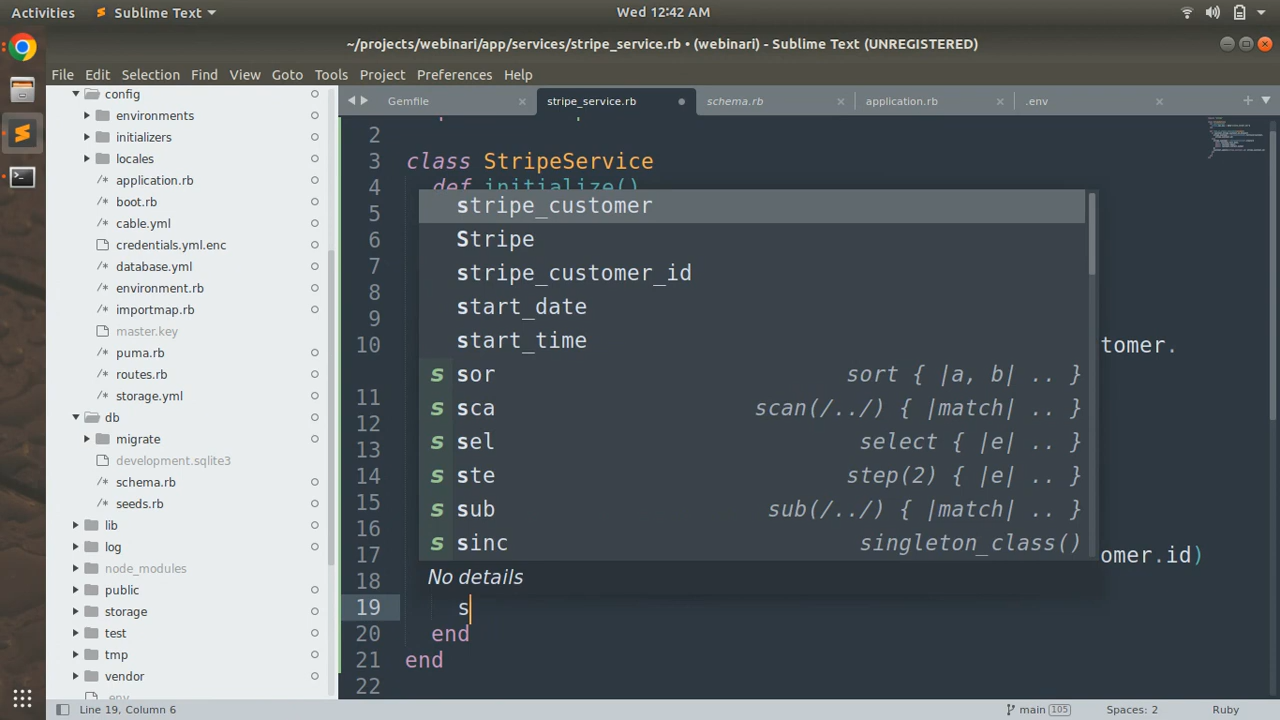 Activities Sublime Text Wed 12:42 AM
~/projects/webinari/app/services/stripe_service.rb • (webinari) - Sublime Text (UNREGISTERED)
File Edit Selection Find View Goto Tools Project Preferences Help
config
environments
initializers
locales
application.rb
boot.rb
cable.yml
credentials.yml.enc
database.yml
environment.rb
importmap.rb
master.key
puma.rb
routes.rb
storage.yml
db
migrate
development.sqlite3
schema.rb
seeds.rb
lib
log
node_modules
public
storage
test
tmp
vendor
.env
Gemfile stripe_service.rb schema.rb application.rb .env
2
3 class StripeService
4 def initialize()
5
6
7
8
9
10 tomer.
11
12
13
14
15
16
17 omer.id)
18
19 s
20 end
21 end
22
stripe_customer
Stripe
stripe_customer_id
start_date
start_time
s sor sort { |a, b| .. }
s sca scan(/../) { |match| .. }
s sel select { |e| .. }
s ste step(2) { |e| .. }
s sub sub(/../) { |match| .. }
s sinc singleton_class()
No details
Line 19, Column 6 main 105 Spaces: 2 Ruby